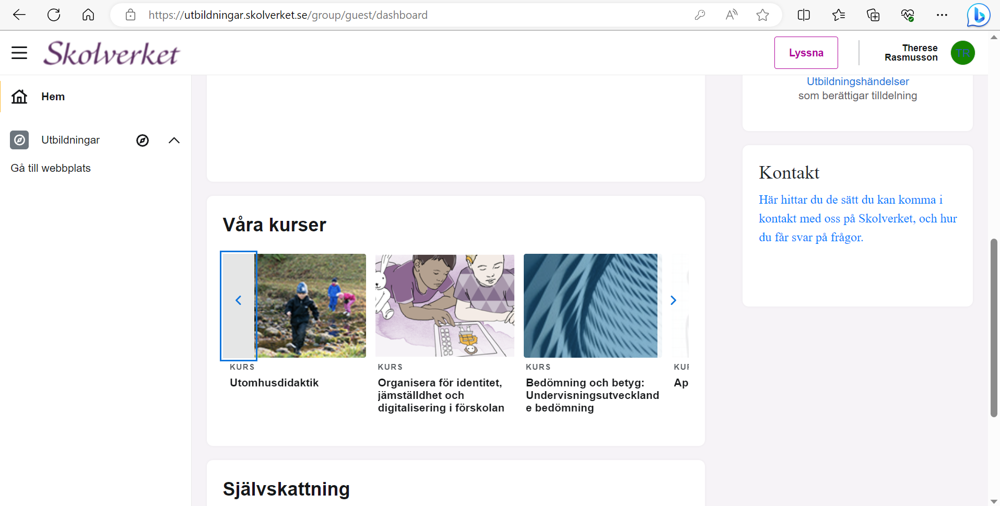 https://utbildningar.skolverket.se/group/guest/dashboard
Skolverket
Lyssna
Therese
Rasmusson
TR
Hem
Utbildningar
Gå till webbplats
Utbildningshändelser
som berättigar tilldelning
Kontakt
Här hittar du de sätt du kan komma i
kontakt med oss på Skolverket, och hur
du får svar på frågor.
Våra kurser
KURS
Utomhusdidaktik
KURS
Organisera för identitet,
jämställdhet och
digitalisering i förskolan
KURS
Bedömning och betyg:
Undervisningsutveckland
e bedömning
KUR
Ap
Självskattning